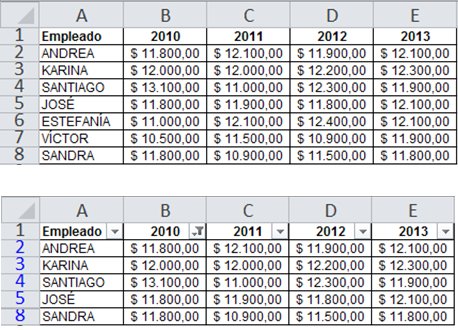 A B C D E
1 Empleado 2010 2011 2012 2013
2 ANDREA $ 11.800,00 $ 12.100,00 $ 11.900,00 $ 12.100,00
3 KARINA $ 12.000,00 $ 12.000,00 $ 12.200,00 $ 12.300,00
4 SANTIAGO $ 13.100,00 $ 11.000,00 $ 12.300,00 $ 11.900,00
5 JOSÉ $ 11.800,00 $ 11.900,00 $ 11.800,00 $ 12.100,00
6 ESTEFANÍA $ 11.000,00 $ 12.100,00 $ 12.400,00 $ 12.100,00
7 VÍCTOR $ 10.500,00 $ 11.500,00 $ 10.900,00 $ 11.900,00
8 SANDRA $ 11.800,00 $ 10.900,00 $ 11.500,00 $ 11.800,00
A B C D E
1 Empleado 2010 2011 2012 2013
2 ANDREA $ 11.800,00 $ 12.100,00 $ 11.900,00 $ 12.100,00
3 KARINA $ 12.000,00 $ 12.000,00 $ 12.200,00 $ 12.300,00
4 SANTIAGO $ 13.100,00 $ 11.000,00 $ 12.300,00 $ 11.900,00
5 JOSÉ $ 11.800,00 $ 11.900,00 $ 11.800,00 $ 12.100,00
8 SANDRA $ 11.800,00 $ 10.900,00 $ 11.500,00 $ 11.800,00